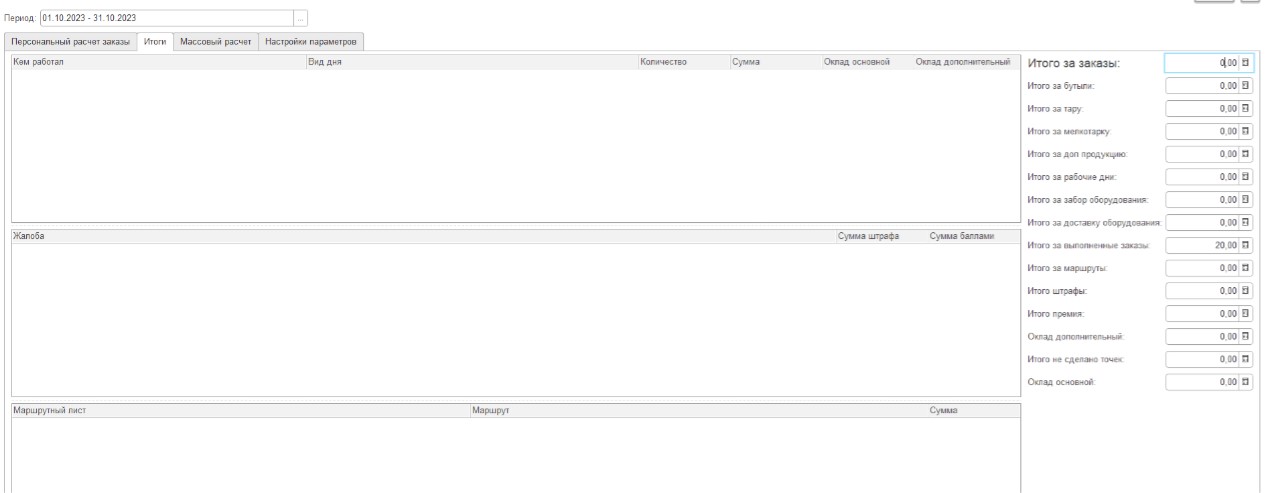 Период: 01.10.2023 - 31.10.2023 ...
Персональный расчет заказы Итоги Массовый расчет Настройки параметров
Кем работал Вид дня Количество Сумма Оклад основной Оклад дополнительный
Итого за заказы: 0,00
Итого за бутыли: 0,00
Итого за тару: 0,00
Итого за мелкотарку: 0,00
Итого за доп продукцию: 0,00
Итого за рабочие дни: 0,00
Итого за забор оборудования: 0,00
Итого за доставку оборудования: 0,00
Жалоба Сумма штрафа Сумма баллами
Итого за выполненные заказы: 20,00
Итого за маршруты: 0,00
Итого штрафы: 0,00
Итого премия: 0,00
Оклад дополнительный: 0,00
Итого не сделано точек: 0,00
Оклад основной: 0,00
Маршрутный лист Маршрут Сумма